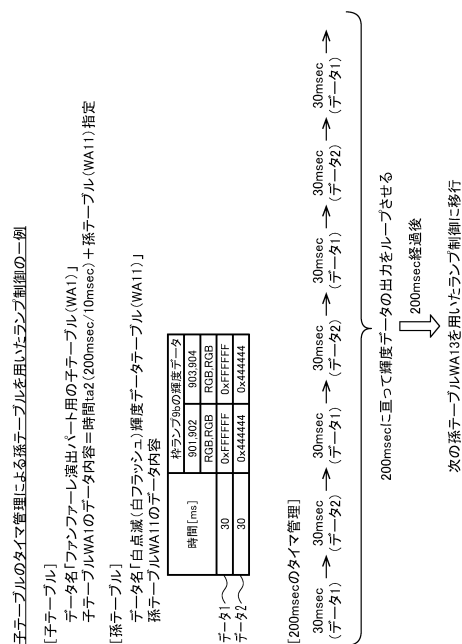 子テーブルのタイマ管理による孫テーブルを用いたランプ制御の一例
[子テーブル]
データ名「ファンファーレ演出パート用の子テーブル(WA1)」
子テーブルWA1のデータ内容=時間ta2(200msec/10msec)+孫テーブル(WA11)指定
[孫テーブル]
データ名「白点滅(白フラッシュ)輝度データテーブル(WA11)」
孫テーブルWA11のデータ内容
時間[ms] 枠ランプ9bの輝度データ
901,902 903,904
RGB,RGB RGB,RGB
データ1 30 0xFFFFFF 0xFFFFFF
データ2 30 0x444444 0x444444
[200msecのタイマ管理]
30msec → 30msec → 30msec → 30msec → 30msec → 30msec → 30msec →
(データ1) (データ2) (データ1) (データ2) (データ1) (データ2) (データ1)
200msecに亘って輝度データの出力をループさせる
200msec経過後
次の孫テーブルWA13を用いたランプ制御に移行